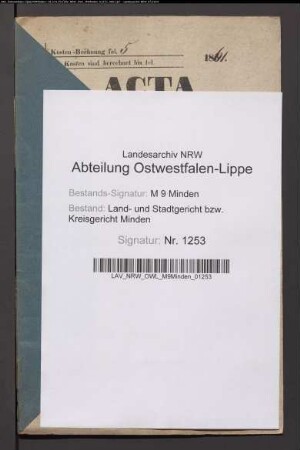 Kosten-Rechnung fol. 5
1861.
Kosten sind berechnet bis fol.
ACTA
Landesarchiv NRW
Abteilung Ostwestfalen-Lippe
Bestands-Signatur: M 9 Minden
Bestand: Land- und Stadtgericht bzw.
Kreisgericht Minden
Signatur: Nr. 1253
LAV_NRW_OWL_M9Minden_01253